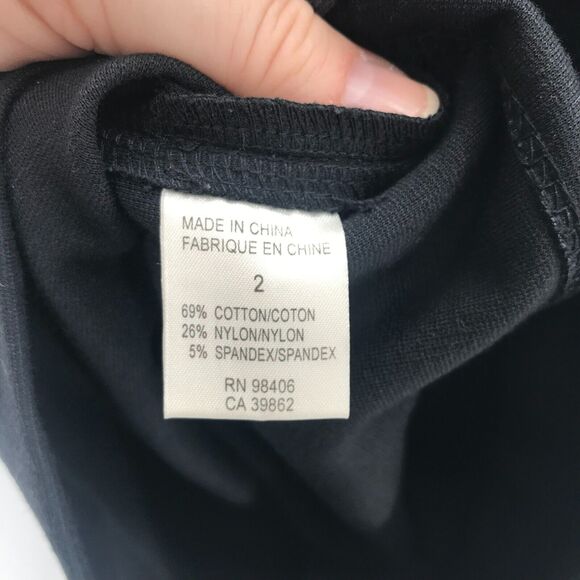 MADE IN CHINA
FABRIQUE EN CHINE
2
69% COTTON/COTON
26% NYLON/NYLON
5% SPANDEX/SPANDEX
RN 98406
CA 39862